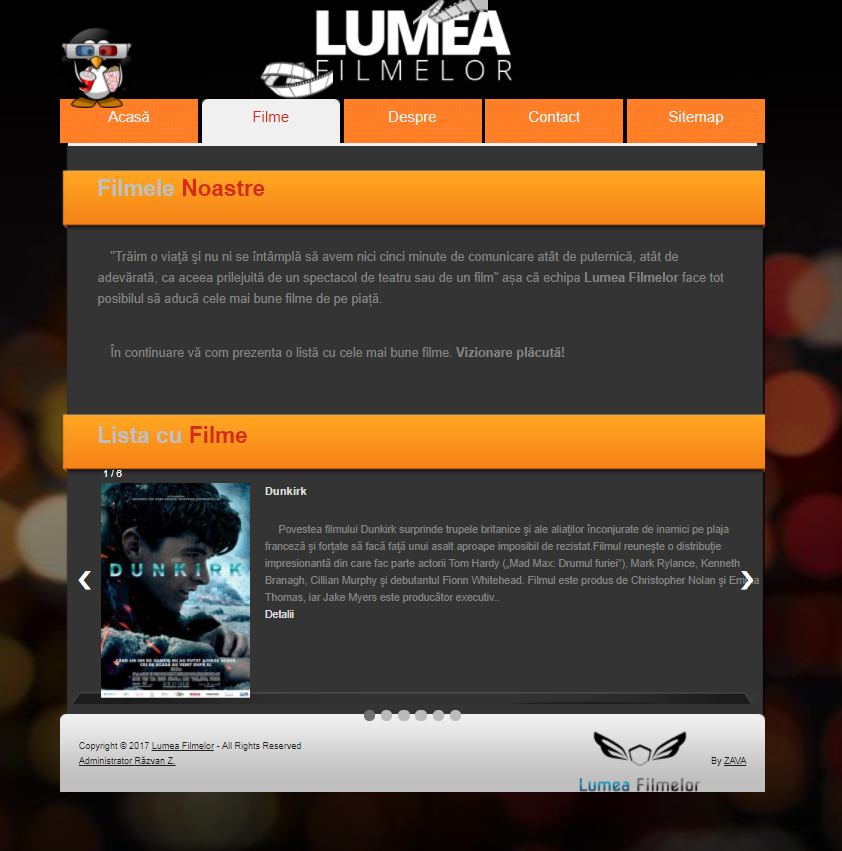 LUMEA
FILMELOR
Acasă
Filme
Despre
Contact
Sitemap
Filmele Noastre
"Trăim o viaţă şi nu ni se întâmplă să avem nici cinci minute de comunicare atât de puternică, atât de
adevărată, ca aceea prilejuită de un spectacol de teatru sau de un film" așa că echipa Lumea Filmelor face tot
posibilul să aducă cele mai bune filme de pe piață.
În continuare vă com prezenta o listă cu cele mai bune filme. Vizionare plăcută!
Lista cu Filme
1 / 6
DUNKIRK
Dunkirk
Povestea filmului Dunkirk surprinde trupele britanice şi ale aliaţilor înconjurate de inamici pe plaja
franceză şi forţate să facă faţă unui asalt aproape imposibil de rezistat.Filmul reuneşte o distribuţie
impresionantă din care fac parte actorii Tom Hardy („Mad Max: Drumul furiei”), Mark Rylance, Kenneth
Branagh, Cillian Murphy şi debutantul Fionn Whitehead. Filmul este produs de Christopher Nolan şi Emma
Thomas, iar Jake Myers este producător executiv..
Detalii
Copyright © 2017 Lumea Filmelor - All Rights Reserved
Administrator Răzvan Z.
Lumea Filmelor
By ZAVA